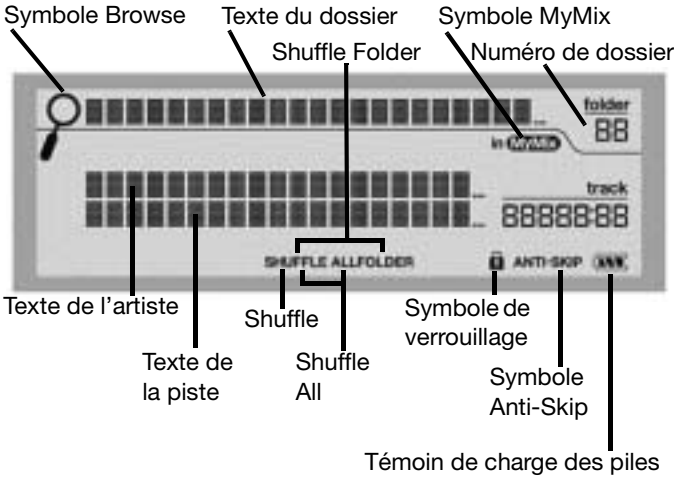 Symbole Browse
Texte du dossier
Symbole MyMix
Shuffle Folder
Numéro de dossier
folder
88
in MyMix
track
88888:88
SHUFFLE ALLFOLDER
ANTI-SKIP
Texte de l'artiste
Shuffle
Symbole de
verrouillage
Texte de
la piste
Shuffle
All
Symbole
Anti-Skip
Témoin de charge des piles